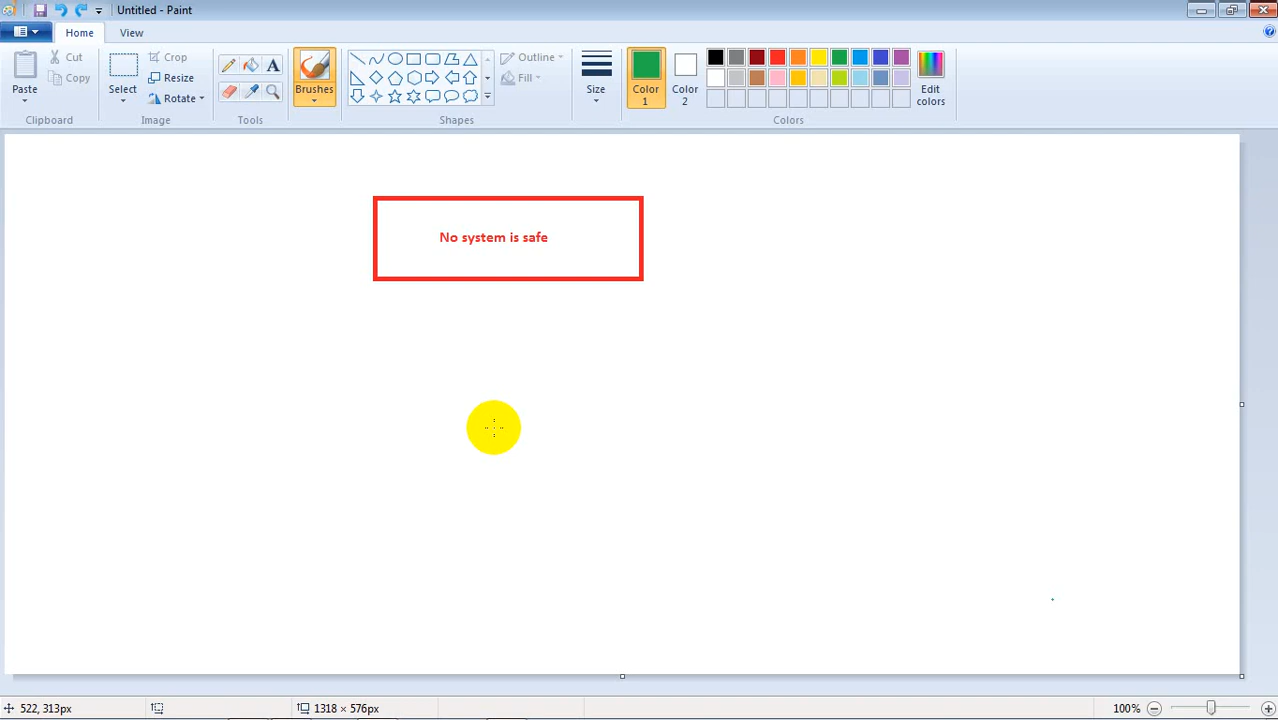 Untitled - Paint
Home
View
Paste
Cut
Copy
Clipboard
Select
Crop
Resize
Rotate
Image
A
Tools
Brushes
Shapes
Outline
Fill
Size
Color 1
Color 2
Edit colors
Colors
No system is safe
522, 313px
1318 × 576px
100%